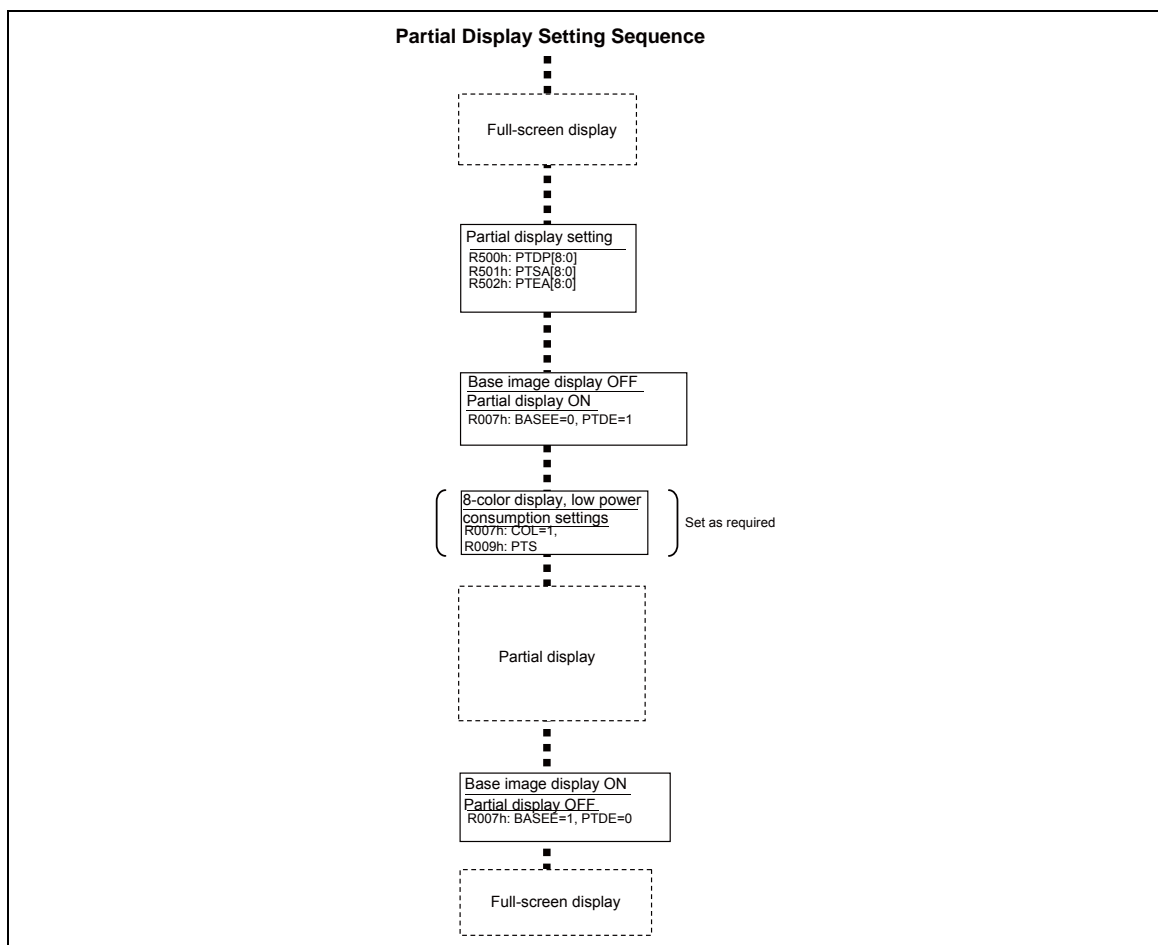 Partial Display Setting Sequence
Full-screen display
Partial display setting
R500h: PTDP[8:0]
R501h: PTSA[8:0]
R502h: PTEA[8:0]
Base image display OFF
Partial display ON
R007h: BASEE=0, PTDE=1
8-color display, low power
consumption settings
R007h: COL=1,
R009h: PTS
Set as required
Partial display
Base image display ON
Partial display OFF
R007h: BASEE=1, PTDE=0
Full-screen display